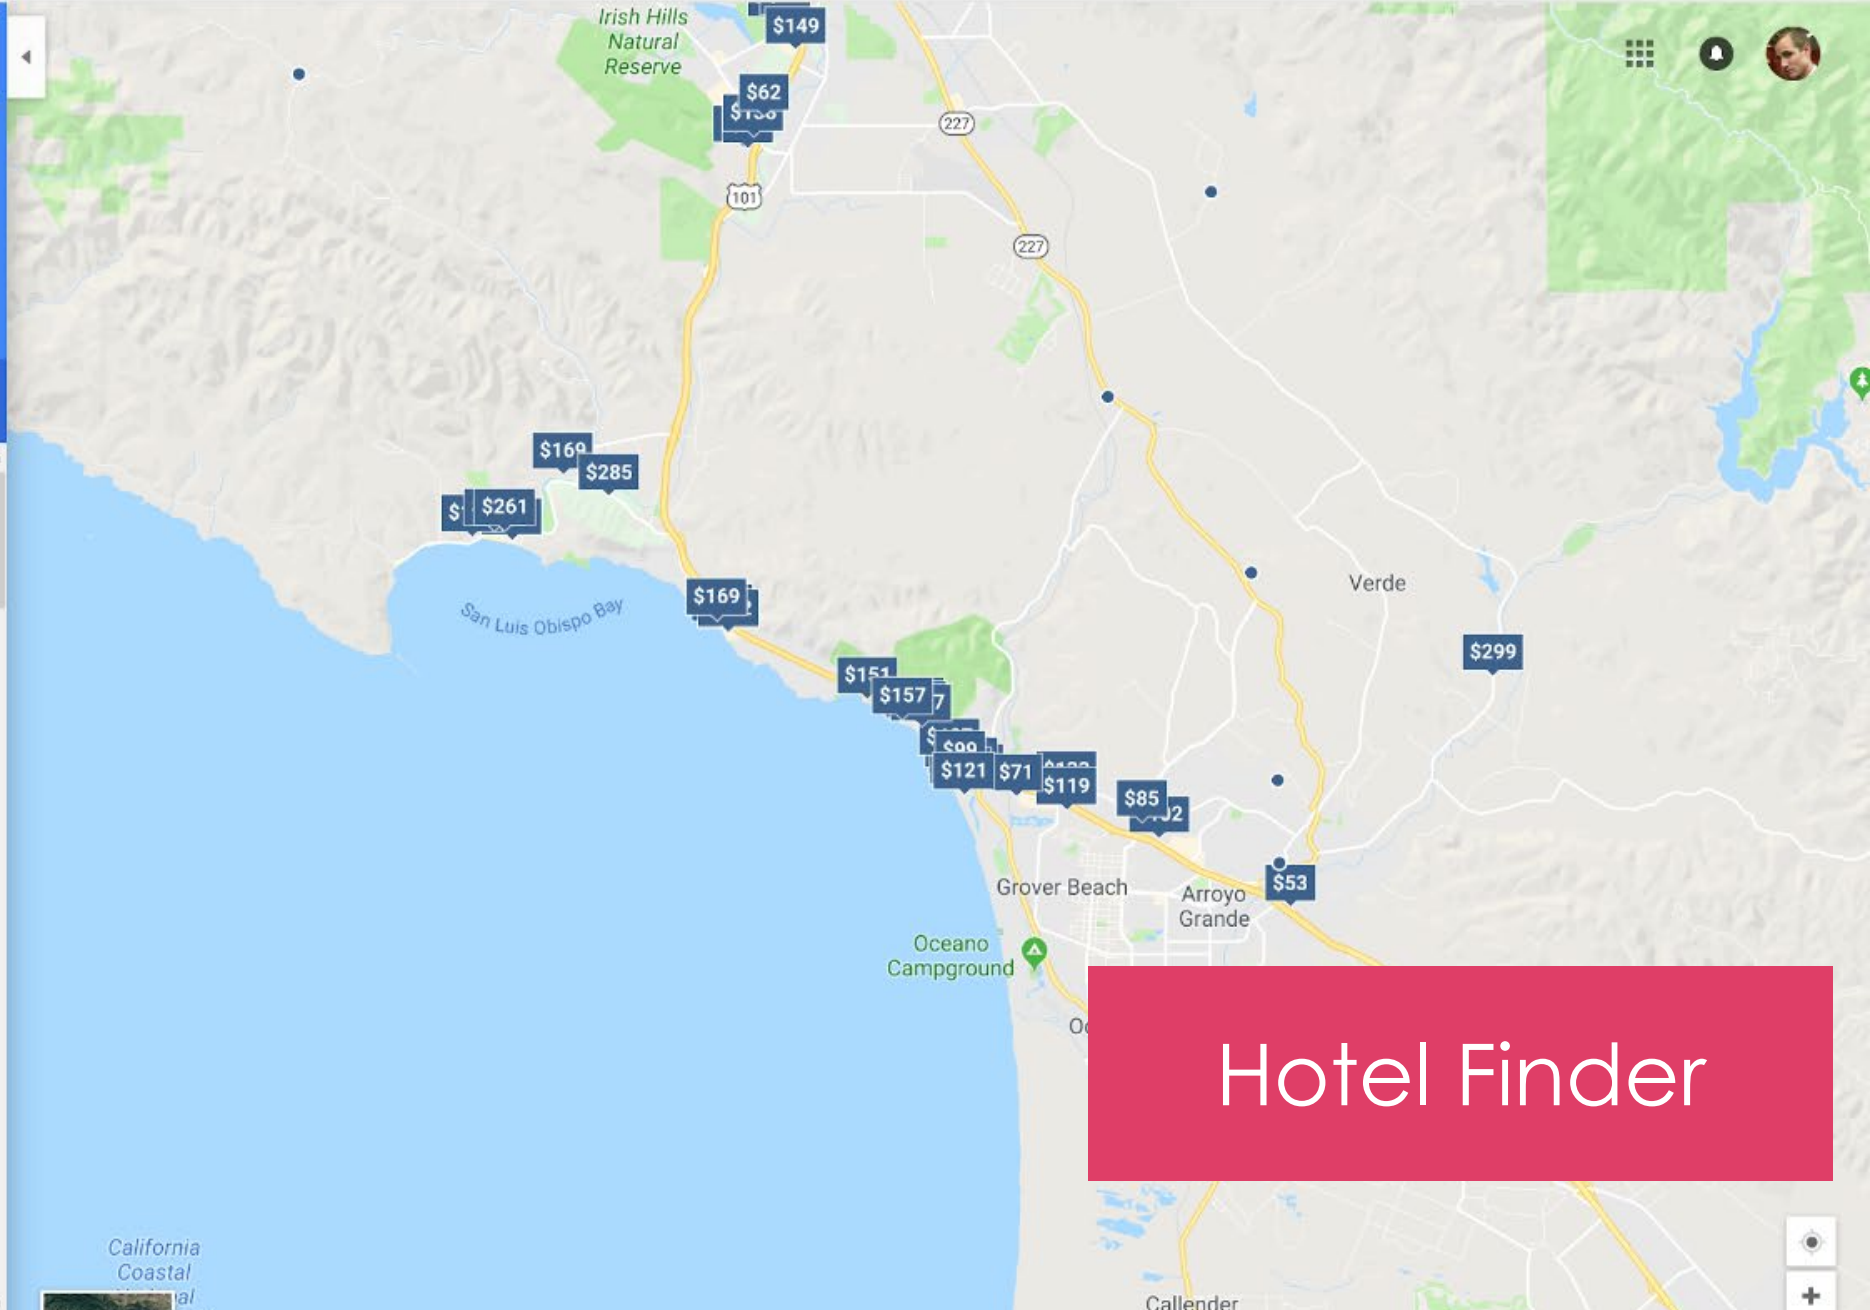 Irish Hills
Natural
Reserve
$149
$62
227
101
227
$169
$285
$261
San Luis Obispo Bay
$169
Verde
$299
$151
$157
$99
$121
$71
$119
$85
$53
Grover Beach
Arroyo
Grande
Oceano
Campground
Hotel Finder
California
Coastal
Callender